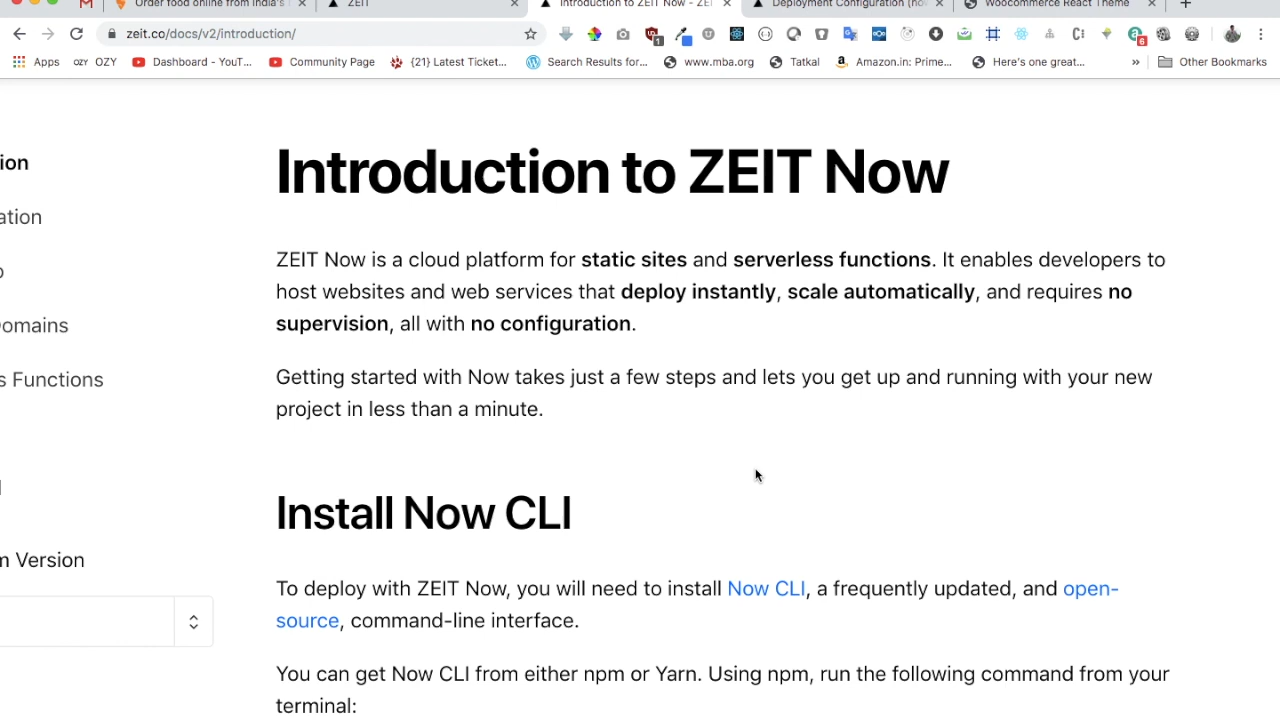 Order food online from India's
ZEIT
Introduction to ZEIT Now - ZE
Deployment Configuration (no
Woocommerce React Theme
zeit.co/docs/v2/introduction/
1
6
Apps
OZY OZY
Dashboard - YouT...
Community Page
{21} Latest Ticket...
Search Results for...
www.mba.org
Tatkal
Amazon.in: Prime...
Here's one great...
»
Other Bookmarks
ion
ation
Domains
s Functions
m Version
Introduction to ZEIT Now
ZEIT Now is a cloud platform for static sites and serverless functions. It enables developers to
host websites and web services that deploy instantly, scale automatically, and requires no
supervision, all with no configuration.
Getting started with Now takes just a few steps and lets you get up and running with your new
project in less than a minute.
Install Now CLI
To deploy with ZEIT Now, you will need to install Now CLI, a frequently updated, and open-
source, command-line interface.
You can get Now CLI from either npm or Yarn. Using npm, run the following command from your
terminal: